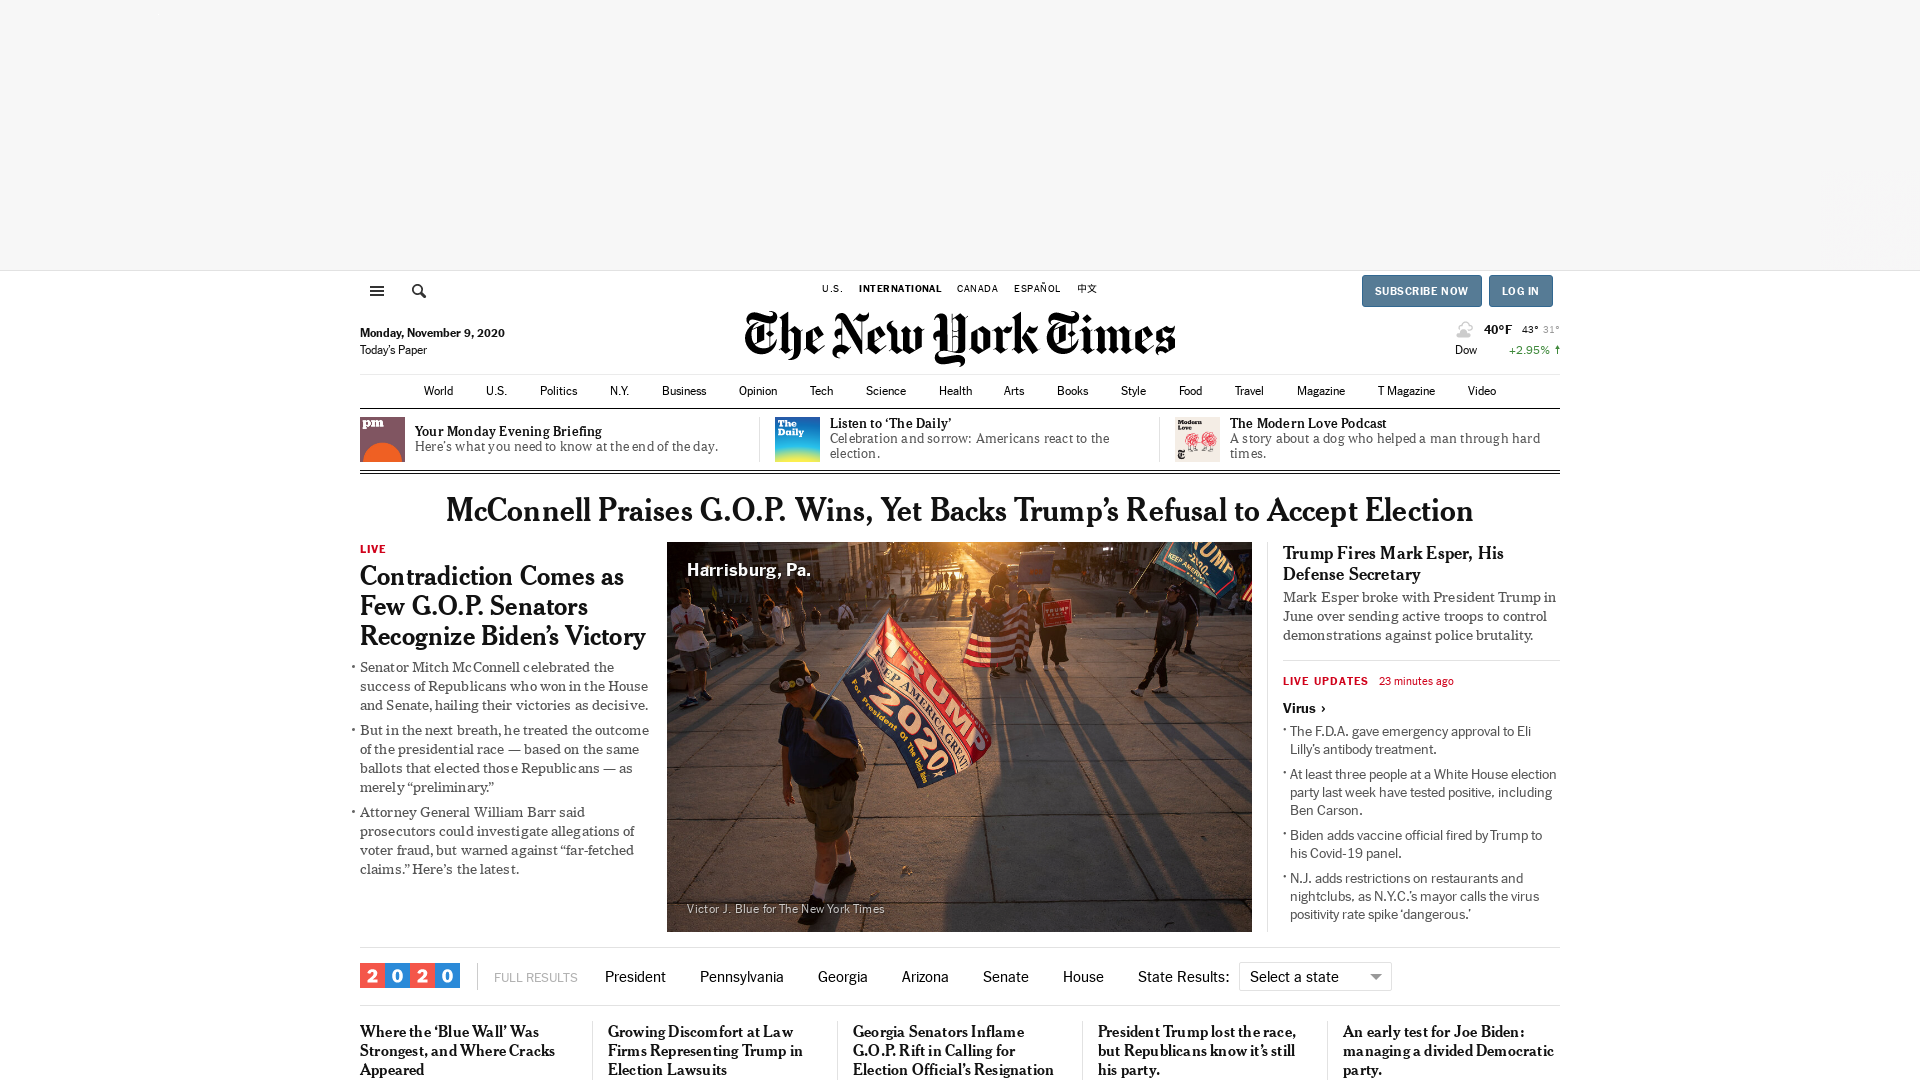 U.S.
INTERNATIONAL
CANADA
ESPAÑOL
中文
SUBSCRIBE NOW
LOG IN
Monday, November 9, 2020
Today's Paper
The New York Times
40°F 43° 31°
Dow +2.95% ↑
World
U.S.
Politics
N.Y.
Business
Opinion
Tech
Science
Health
Arts
Books
Style
Food
Travel
Magazine
T Magazine
Video
pm
Your Monday Evening Briefing
Here's what you need to know at the end of the day.
The
Daily
Listen to ‘The Daily’
Celebration and sorrow: Americans react to the
election.
Modern
Love
The Modern Love Podcast
A story about a dog who helped a man through hard
times.
McConnell Praises G.O.P. Wins, Yet Backs Trump’s Refusal to Accept Election
LIVE
Contradiction Comes as
Few G.O.P. Senators
Recognize Biden’s Victory
• Senator Mitch McConnell celebrated the
success of Republicans who won in the House
and Senate, hailing their victories as decisive.
• But in the next breath, he treated the outcome
of the presidential race — based on the same
ballots that elected those Republicans — as
merely “preliminary.”
• Attorney General William Barr said
prosecutors could investigate allegations of
voter fraud, but warned against “far-fetched
claims.” Here’s the latest.
Harrisburg, Pa.
TRUMP
2020
KEEP AMERICA
TRUMP
TRUMP
KEEP AMERICA GREAT
2020
For President Of The
Victor J. Blue for The New York Times
Trump Fires Mark Esper, His
Defense Secretary
Mark Esper broke with President Trump in
June over sending active troops to control
demonstrations against police brutality.
LIVE UPDATES 23 minutes ago
Virus ›
• The F.D.A. gave emergency approval to Eli
Lilly’s antibody treatment.
• At least three people at a White House election
party last week have tested positive, including
Ben Carson.
• Biden adds vaccine official fired by Trump to
his Covid-19 panel.
• N.J. adds restrictions on restaurants and
nightclubs, as N.Y.C.’s mayor calls the virus
positivity rate spike ‘dangerous.’
2020
FULL RESULTS
President
Pennsylvania
Georgia
Arizona
Senate
House
State Results:
Select a state
Where the ‘Blue Wall’ Was
Strongest, and Where Cracks
Appeared
Growing Discomfort at Law
Firms Representing Trump in
Election Lawsuits
Georgia Senators Inflame
G.O.P. Rift in Calling for
Election Official’s Resignation
President Trump lost the race,
but Republicans know it’s still
his party.
An early test for Joe Biden:
managing a divided Democratic
party.